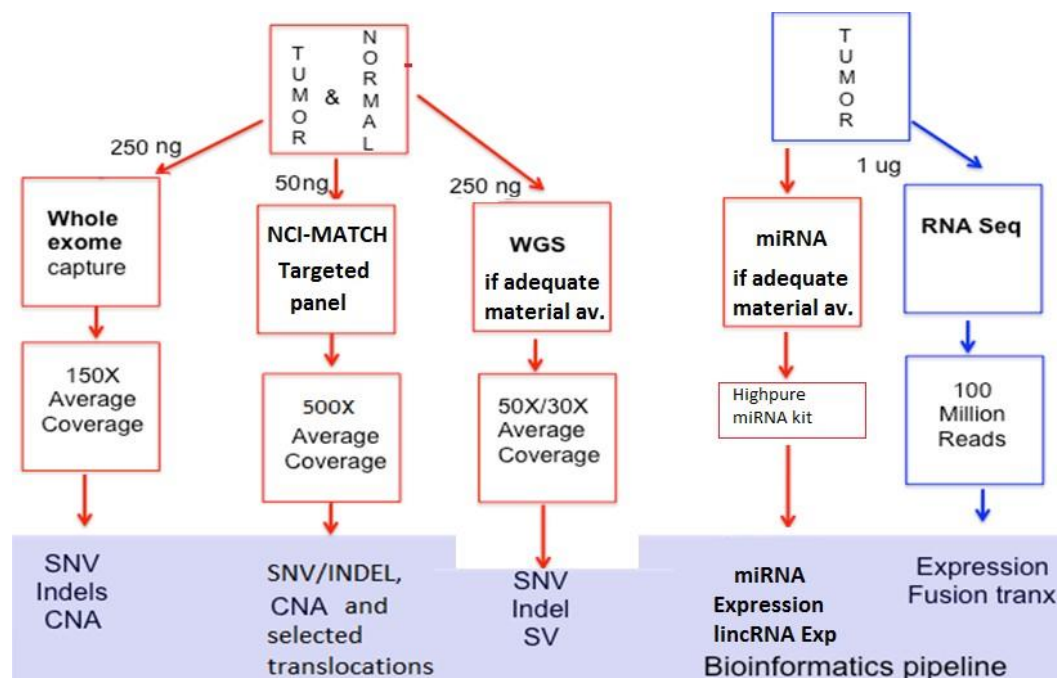 TUMOR
&
NORMAL
TUMOR
250 ng
50ng
250 ng
1 ug
Whole
exome
capture
NCI-MATCH
Targeted
panel
WGS
if adequate
material av.
miRNA
if adequate
material av.
RNA Seq
150X
Average
Coverage
500X
Average
Coverage
50X/30X
Average
Coverage
Highpure
miRNA kit
100
Million
Reads
SNV
Indels
CNA
SNV/INDEL,
CNA and
selected
translocations
SNV
Indel
SV
miRNA
Expression
lincRNA Exp
Expression
Fusion tranx
Bioinformatics pipeline